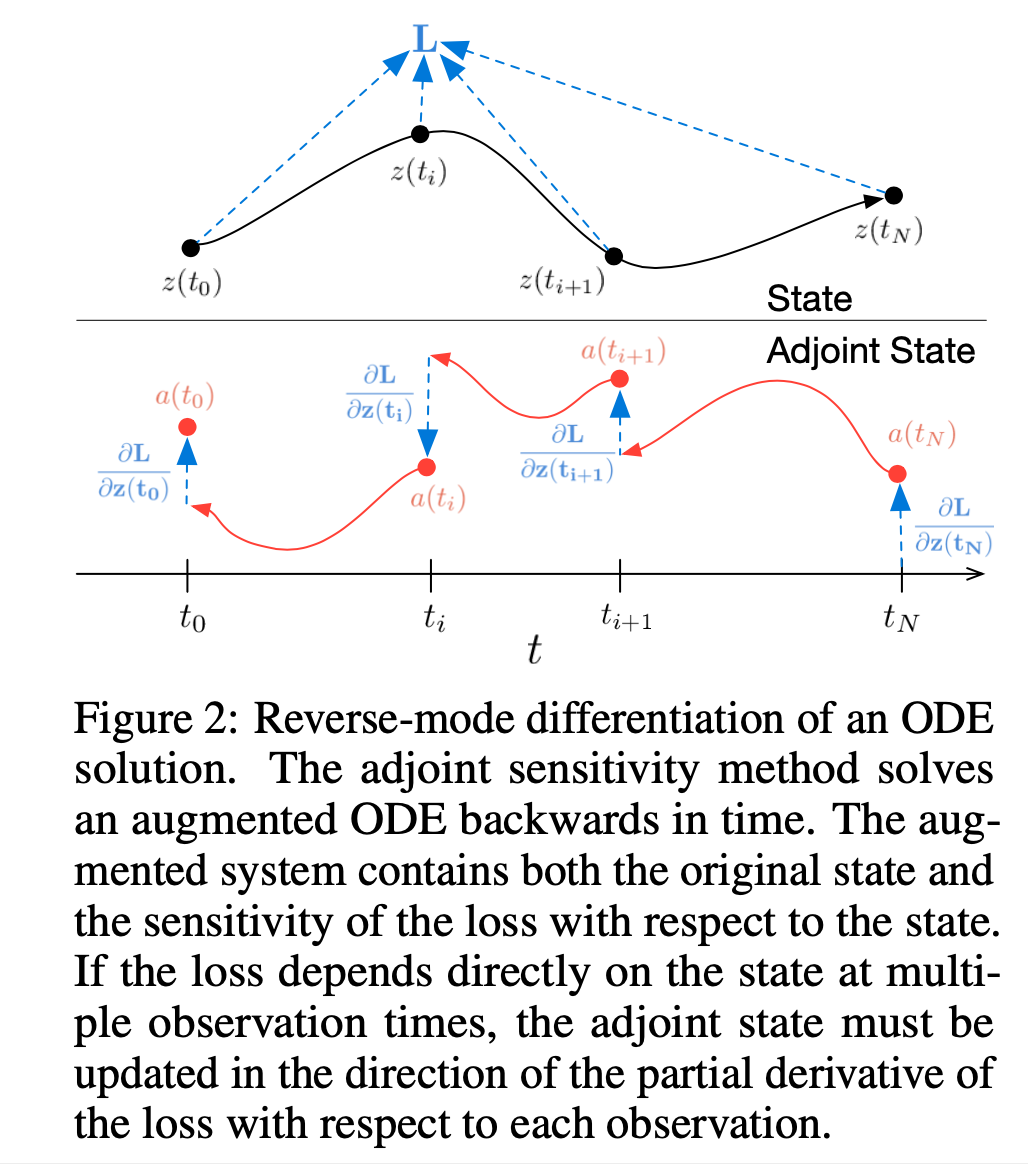 L
z(t_i)
z(t_N)
z(t_0)
z(t_{i+1})
State
Adjoint State
a(t_{i+1})
∂L
∂z(t_i)
a(t_0)
a(t_N)
∂L
∂z(t_{i+1})
∂L
∂z(t_0)
a(t_i)
∂L
∂z(t_N)
t_0
t_i
t_{i+1}
t_N
t
Figure 2: Reverse-mode differentiation of an ODE
solution. The adjoint sensitivity method solves
an augmented ODE backwards in time. The aug-
mented system contains both the original state and
the sensitivity of the loss with respect to the state.
If the loss depends directly on the state at multi-
ple observation times, the adjoint state must be
updated in the direction of the partial derivative of
the loss with respect to each observation.